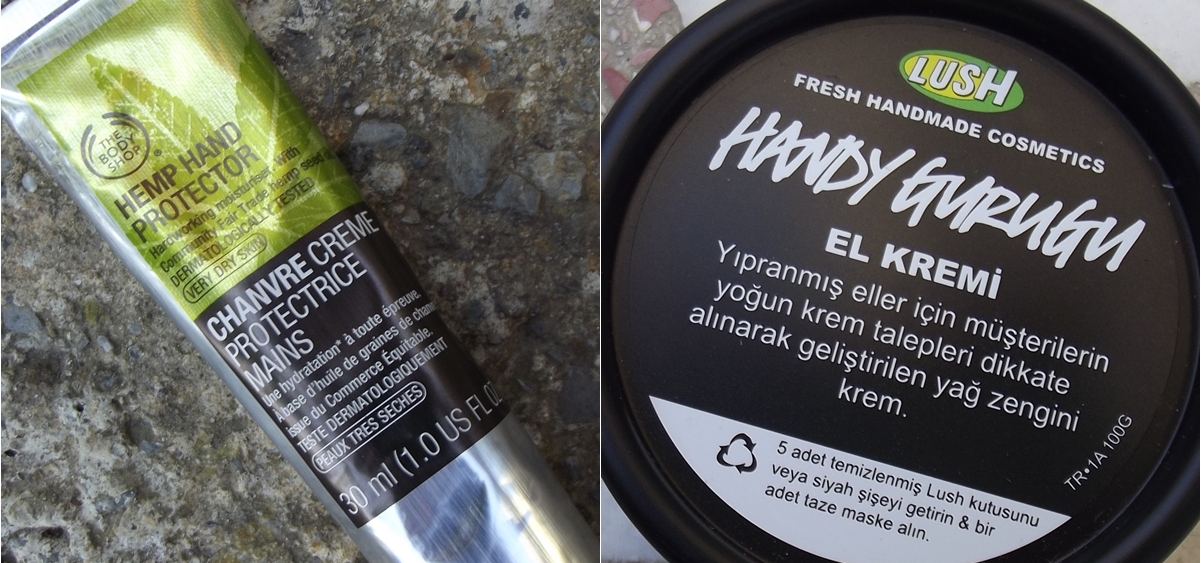 THE
BODY
SHOP
HEMP HAND
PROTECTOR
Hardworking moisturiser with
Community Fair Trade hemp seed
DERMATOLOGICALLY TESTED
VERY DRY SKIN
CHANVRE CREME
PROTECTRICE
MAINS
Une hydratation* à toute épreuve.
À base d'huile de graines de
issue du Commerce Équitable.
TESTE DERMATOLOGIQUEMENT
PEAUX TRES SECHES
30 ml (1.0 US FL OZ
LUSH
FRESH HANDMADE COSMETICS
HANDY GURUGU
EL KREMİ
Yıpranmış eller için müşterilerin
yoğun krem talepleri dikkate
alınarak geliştirilen yağ zengini
krem.
TR•1A 100G
5 adet temizlenmiş Lush kutusunu
veya siyah şişeyi getirin & bir
adet taze maske alın.